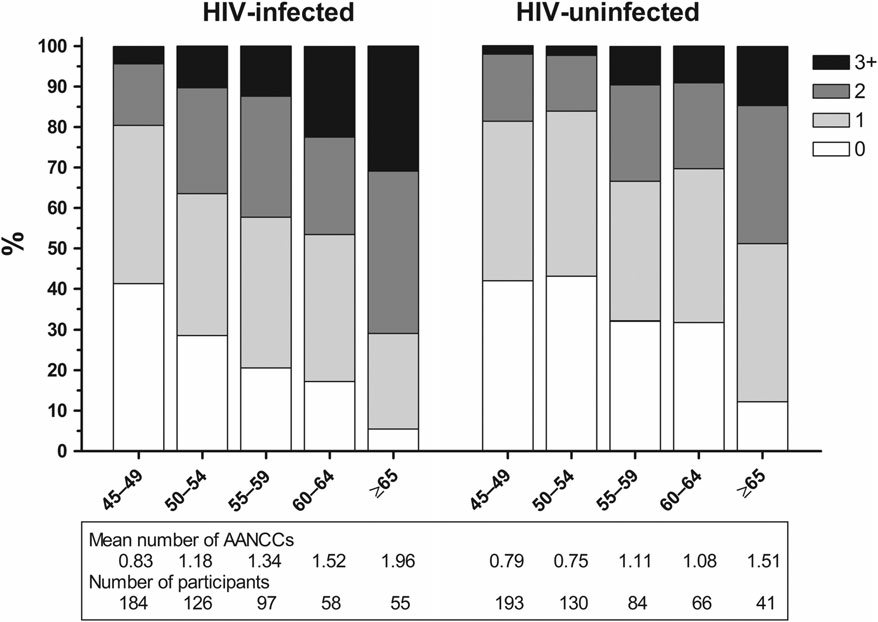 HIV-infected HIV-uninfected
100
90
80
70
60
50
40
30
20
10
0
%
3+
2
1
0
45–49 50–54 55–59 60–64 ≥65 45–49 50–54 55–59 60–64 ≥65
Mean number of AANCCs
0.83 1.18 1.34 1.52 1.96 0.79 0.75 1.11 1.08 1.51
Number of participants
184 126 97 58 55 193 130 84 66 41